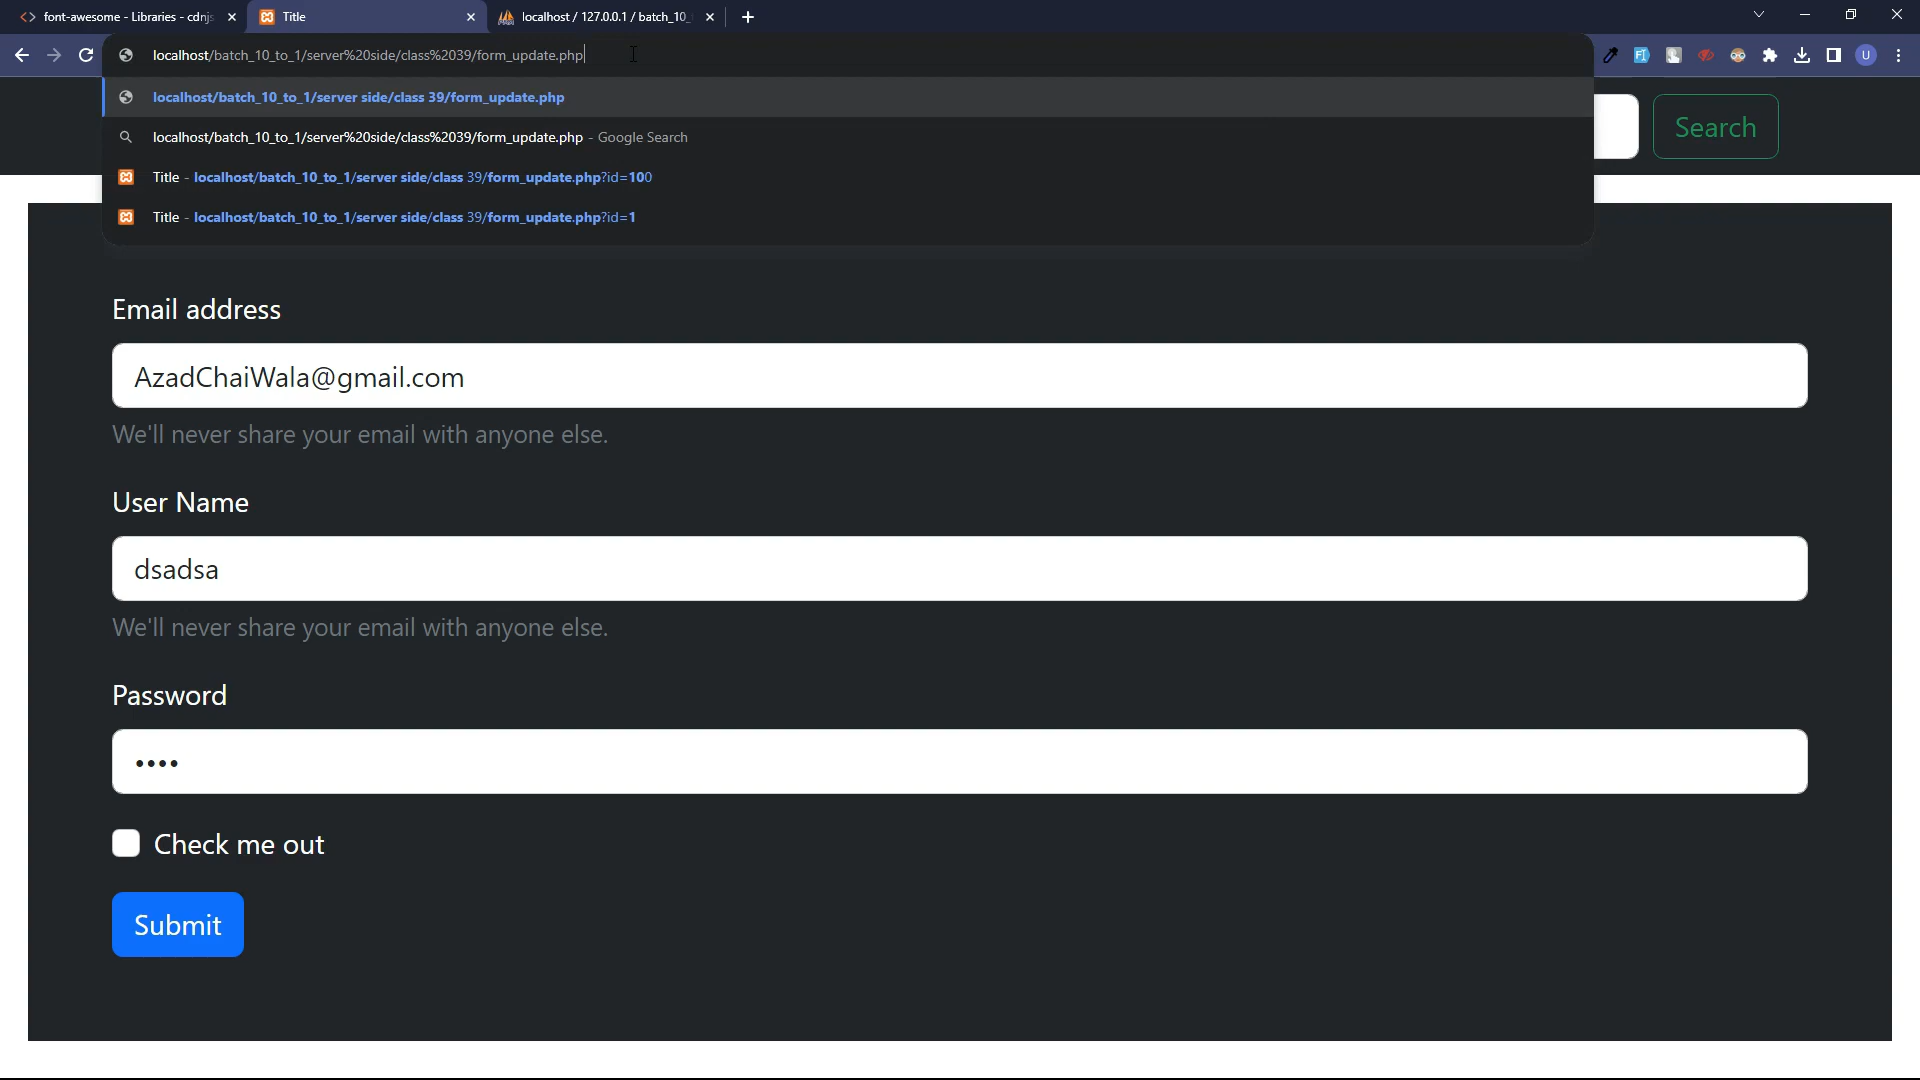 font-awesome - Libraries - cdnjs
Title
localhost / 127.0.0.1 / batch_10_
localhost/batch_10_to_1/server%20side/class%2039/form_update.php
localhost/batch_10_to_1/server side/class 39/form_update.php
localhost/batch_10_to_1/server%20side/class%2039/form_update.php - Google Search
Title - localhost/batch_10_to_1/server side/class 39/form_update.php?id=100
Title - localhost/batch_10_to_1/server side/class 39/form_update.php?id=1
U
Search
Email address
AzadChaiWala@gmail.com
We'll never share your email with anyone else.
User Name
dsadsa
We'll never share your email with anyone else.
Password
Check me out
Submit